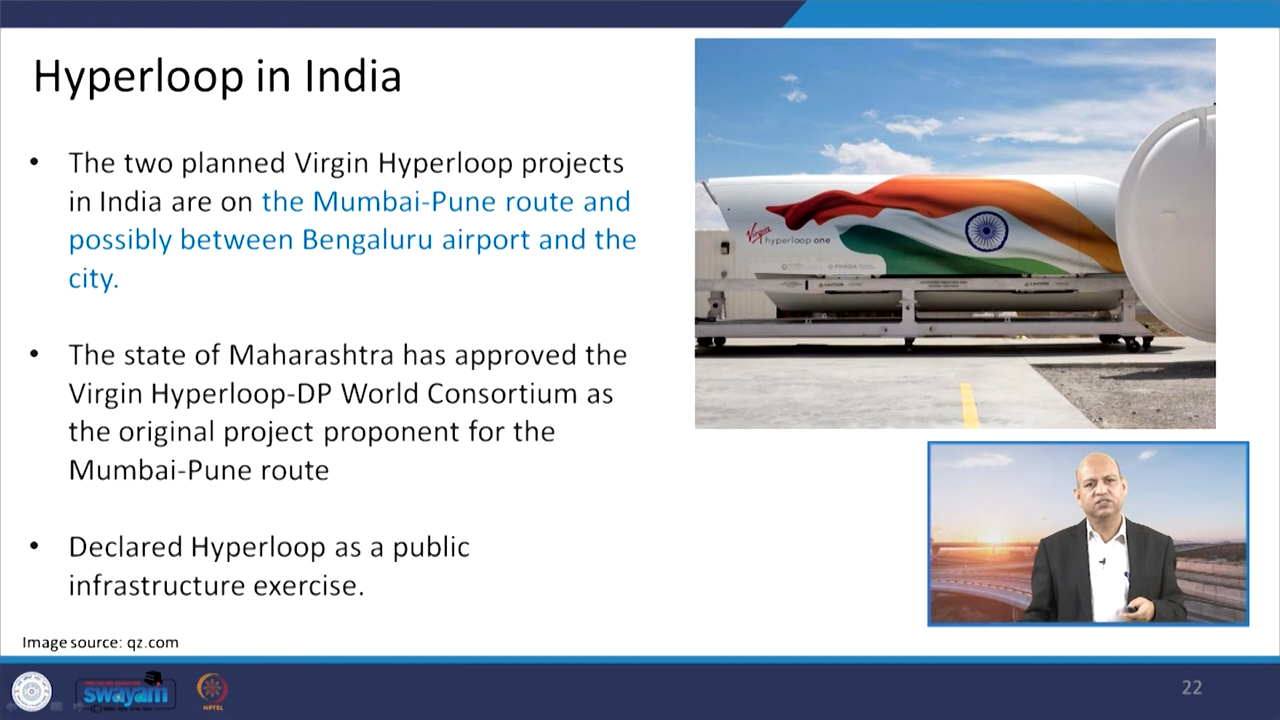 Hyperloop in India
• The two planned Virgin Hyperloop projects
in India are on the Mumbai-Pune route and
possibly between Bengaluru airport and the
city.
• The state of Maharashtra has approved the
Virgin Hyperloop-DP World Consortium as
the original project proponent for the
Mumbai-Pune route
• Declared Hyperloop as a public
infrastructure exercise.
Virgin
hyperloop one
Image source: qz.com
swayam
NPTEL
22